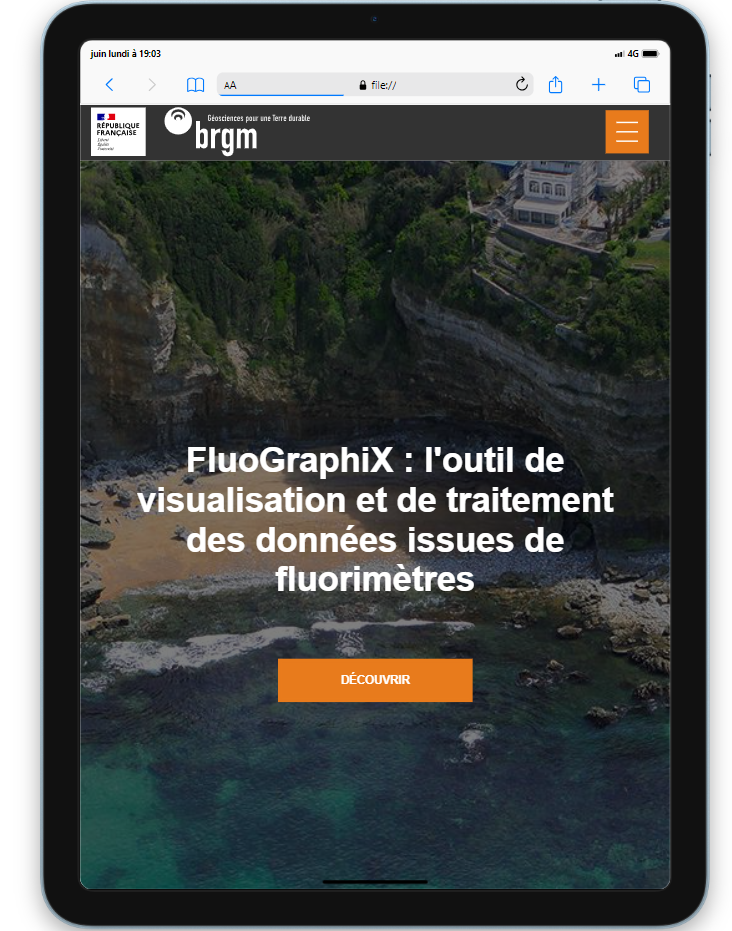 juin lundi à 19:03
4G
AA
file://
RÉPUBLIQUE
FRANÇAISE
Liberté
Égalité
Fraternité
Géosciences pour une Terre durable
brgm
FluoGraphiX : l'outil de
visualisation et de traitement
des données issues de
fluorimètres
DÉCOUVRIR